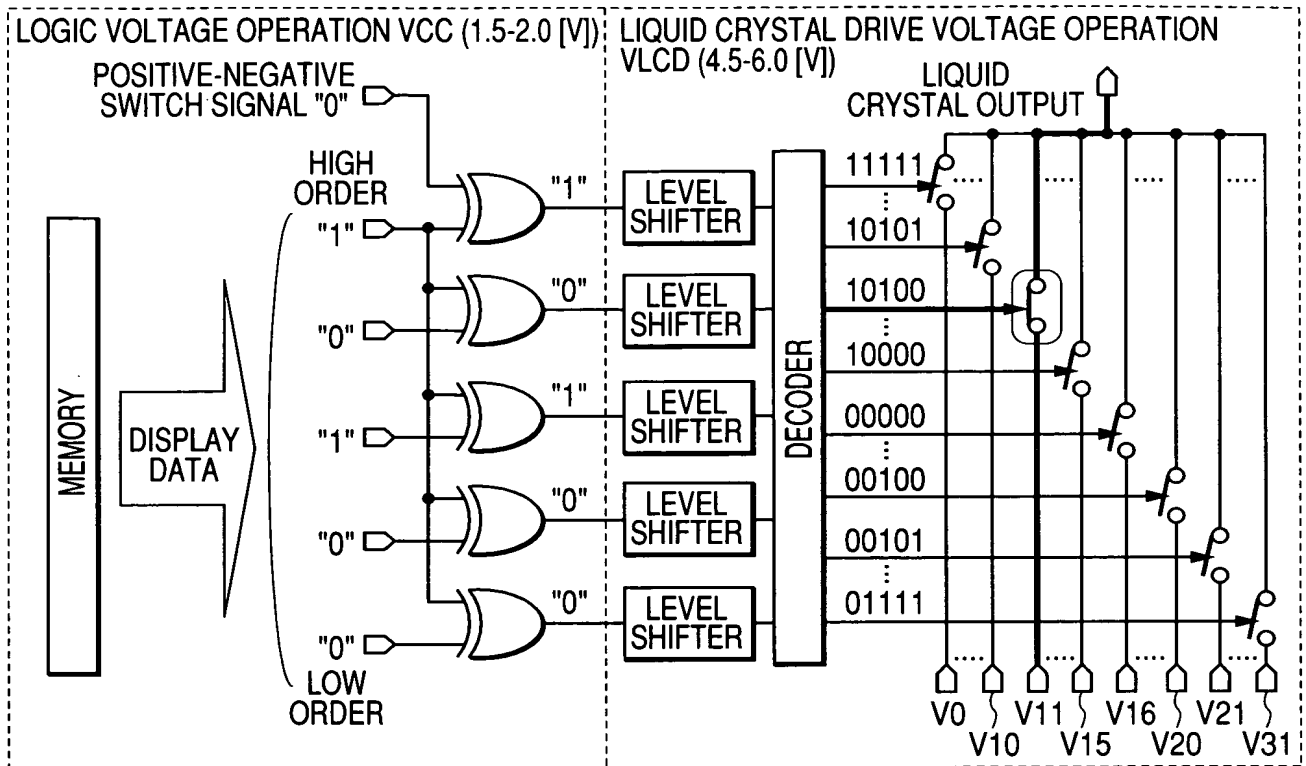 LOGIC VOLTAGE OPERATION VCC (1.5-2.0 [V])
LIQUID CRYSTAL DRIVE VOLTAGE OPERATION
VLCD (4.5-6.0 [V])
POSITIVE-NEGATIVE
SWITCH SIGNAL "0"
LIQUID
CRYSTAL OUTPUT
HIGH
ORDER
"1"
"0"
"1"
"0"
"0"
LOW
ORDER
MEMORY
DISPLAY
DATA
"1"
"0"
"1"
"0"
"0"
LEVEL
SHIFTER
LEVEL
SHIFTER
LEVEL
SHIFTER
LEVEL
SHIFTER
LEVEL
SHIFTER
DECODER
11111
10101
10100
10000
00000
00100
00101
01111
V0
V10
V11
V15
V16
V20
V21
V31